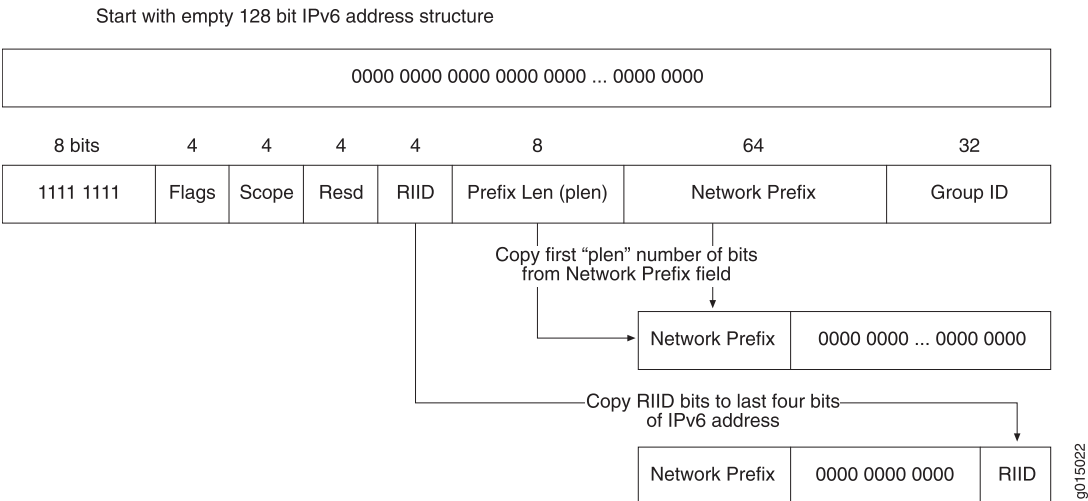 Start with empty 128 bit IPv6 address structure
0000 0000 0000 0000 0000 ... 0000 0000
8 bits 4 4 4 4 8 64 32
1111 1111 Flags Scope Resd RIID Prefix Len (plen) Network Prefix Group ID
Copy first “plen” number of bits
from Network Prefix field
Network Prefix 0000 0000 ... 0000 0000
Copy RIID bits to last four bits
of IPv6 address
Network Prefix 0000 0000 0000 RIID
g015022